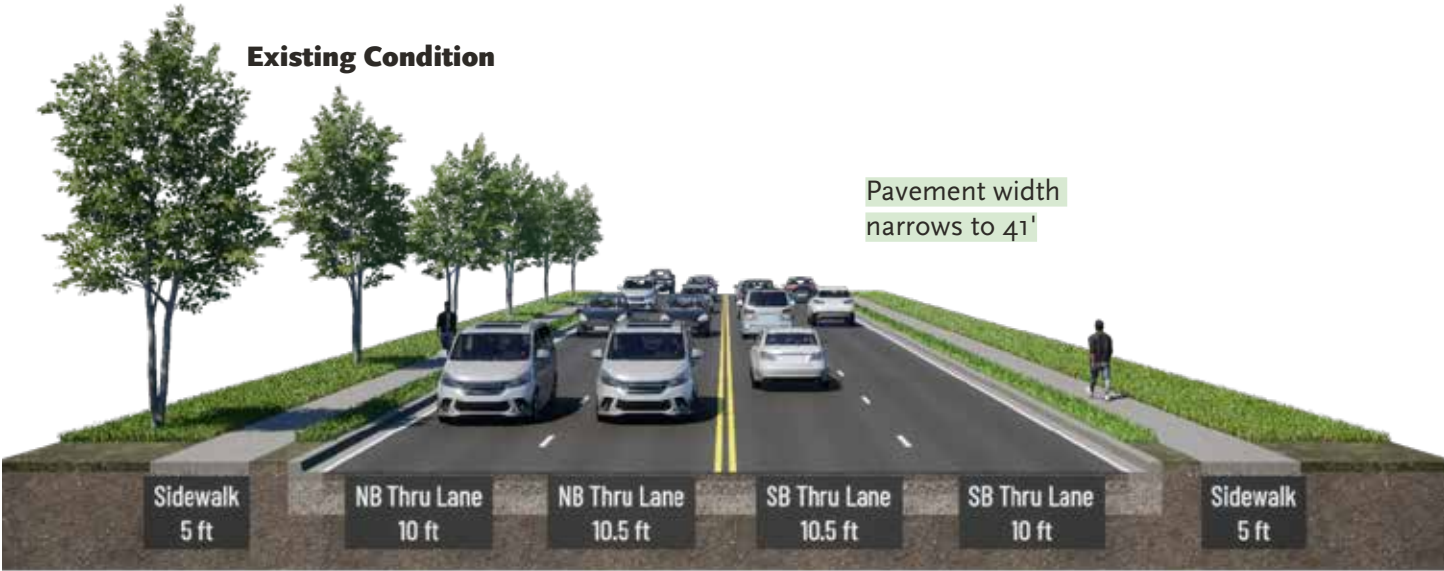 Existing Condition
Pavement width
narrows to 41'
Sidewalk
5 ft
NB Thru Lane
10 ft
NB Thru Lane
10.5 ft
SB Thru Lane
10.5 ft
SB Thru Lane
10 ft
Sidewalk
5 ft